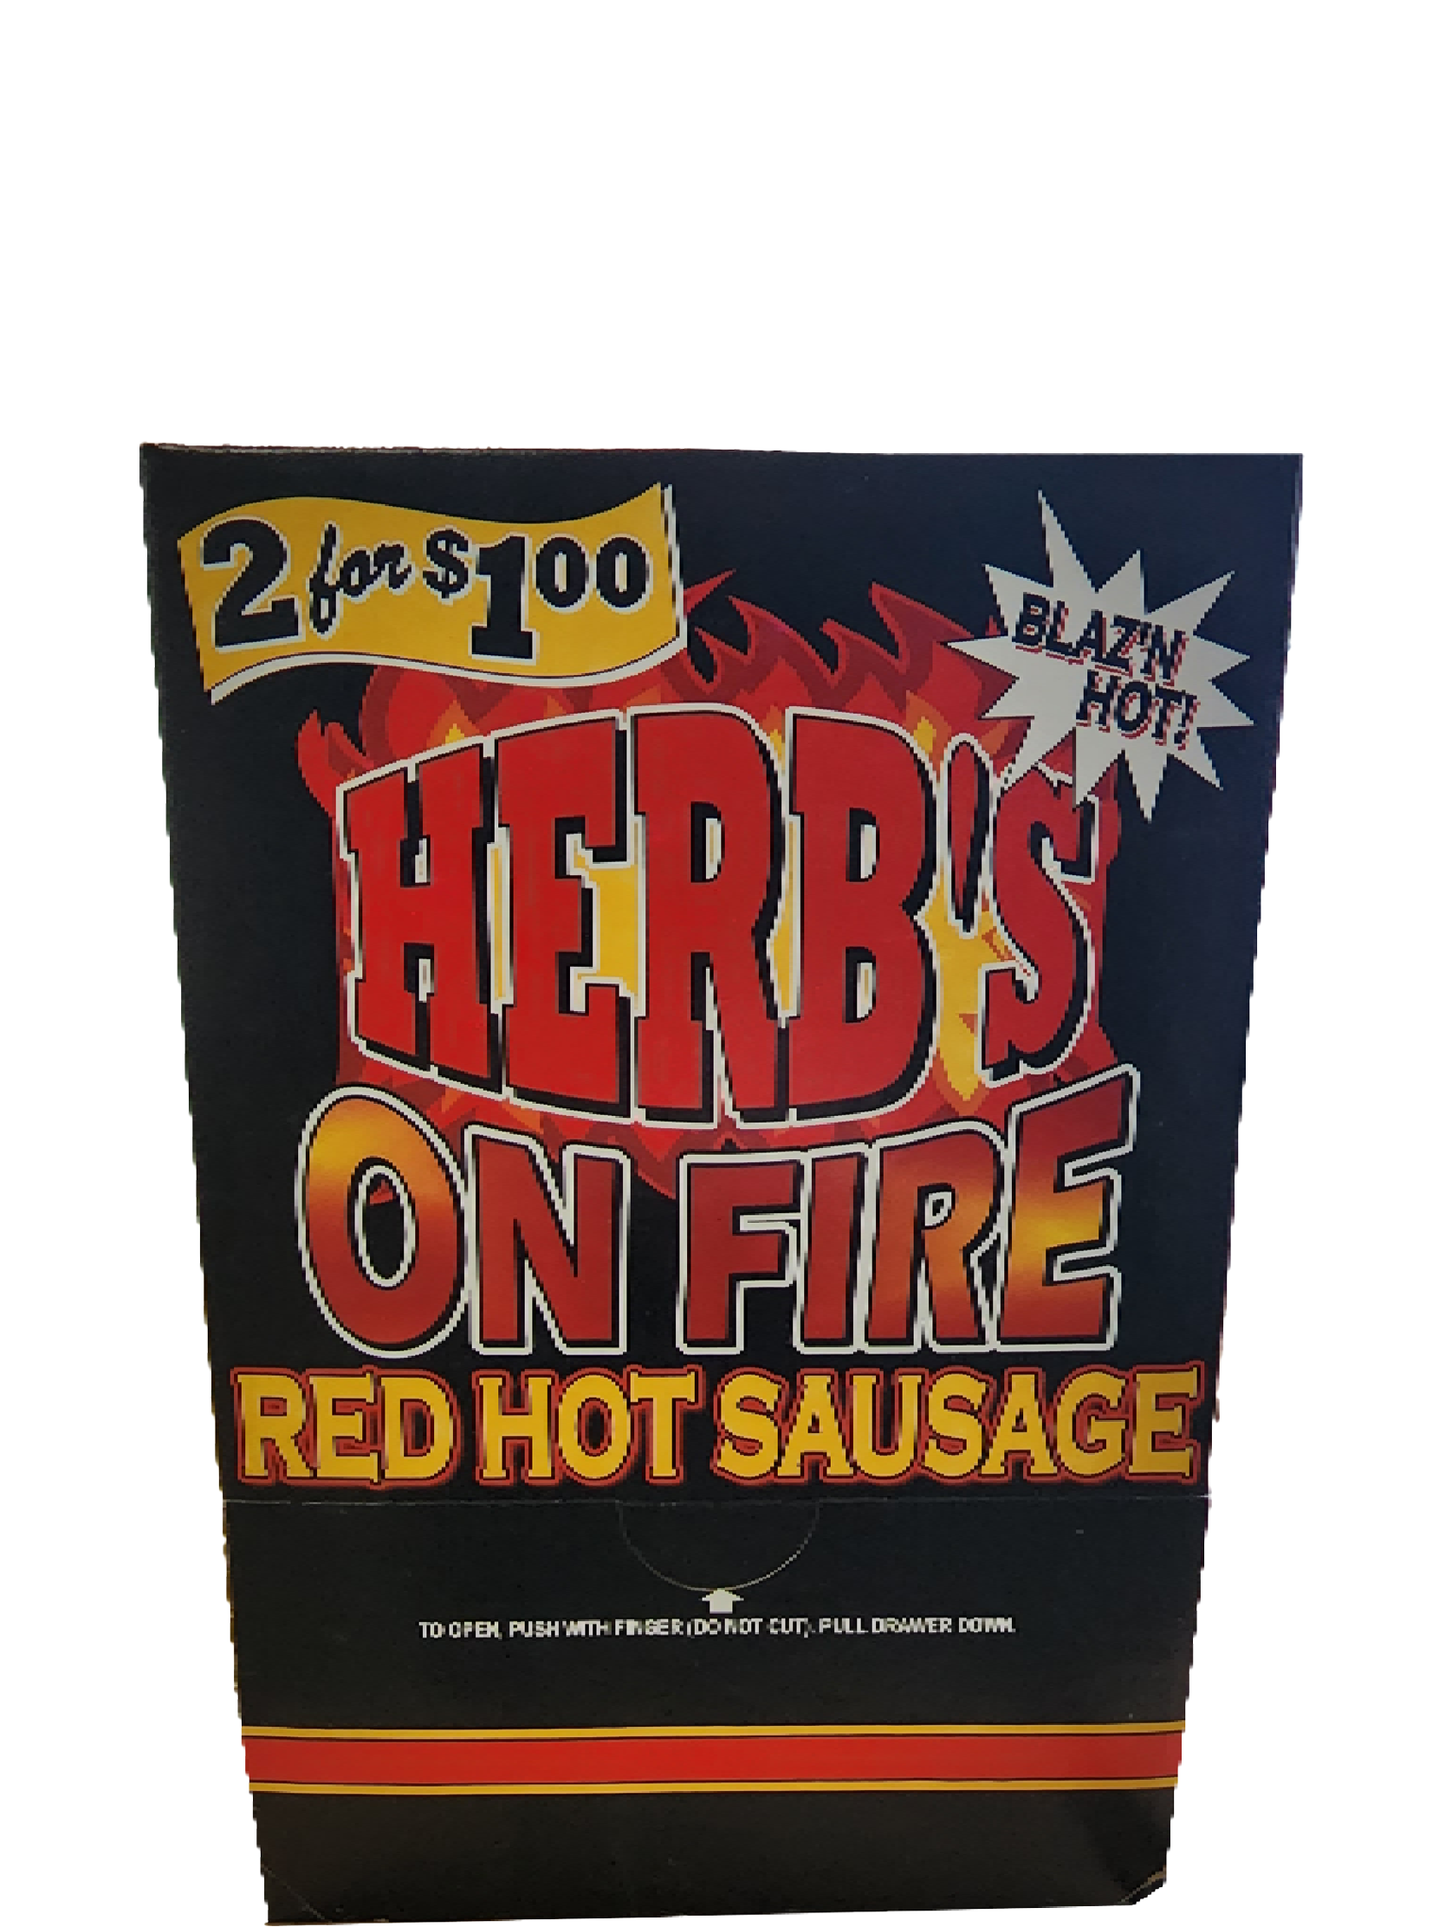 2 for $1.00
BLAZ'N
HOT!
HERB'S
ON FIRE
RED HOT SAUSAGE
TO OPEN, PUSH WITH FINGER (DO NOT CUT). PULL DRAWER DOWN.